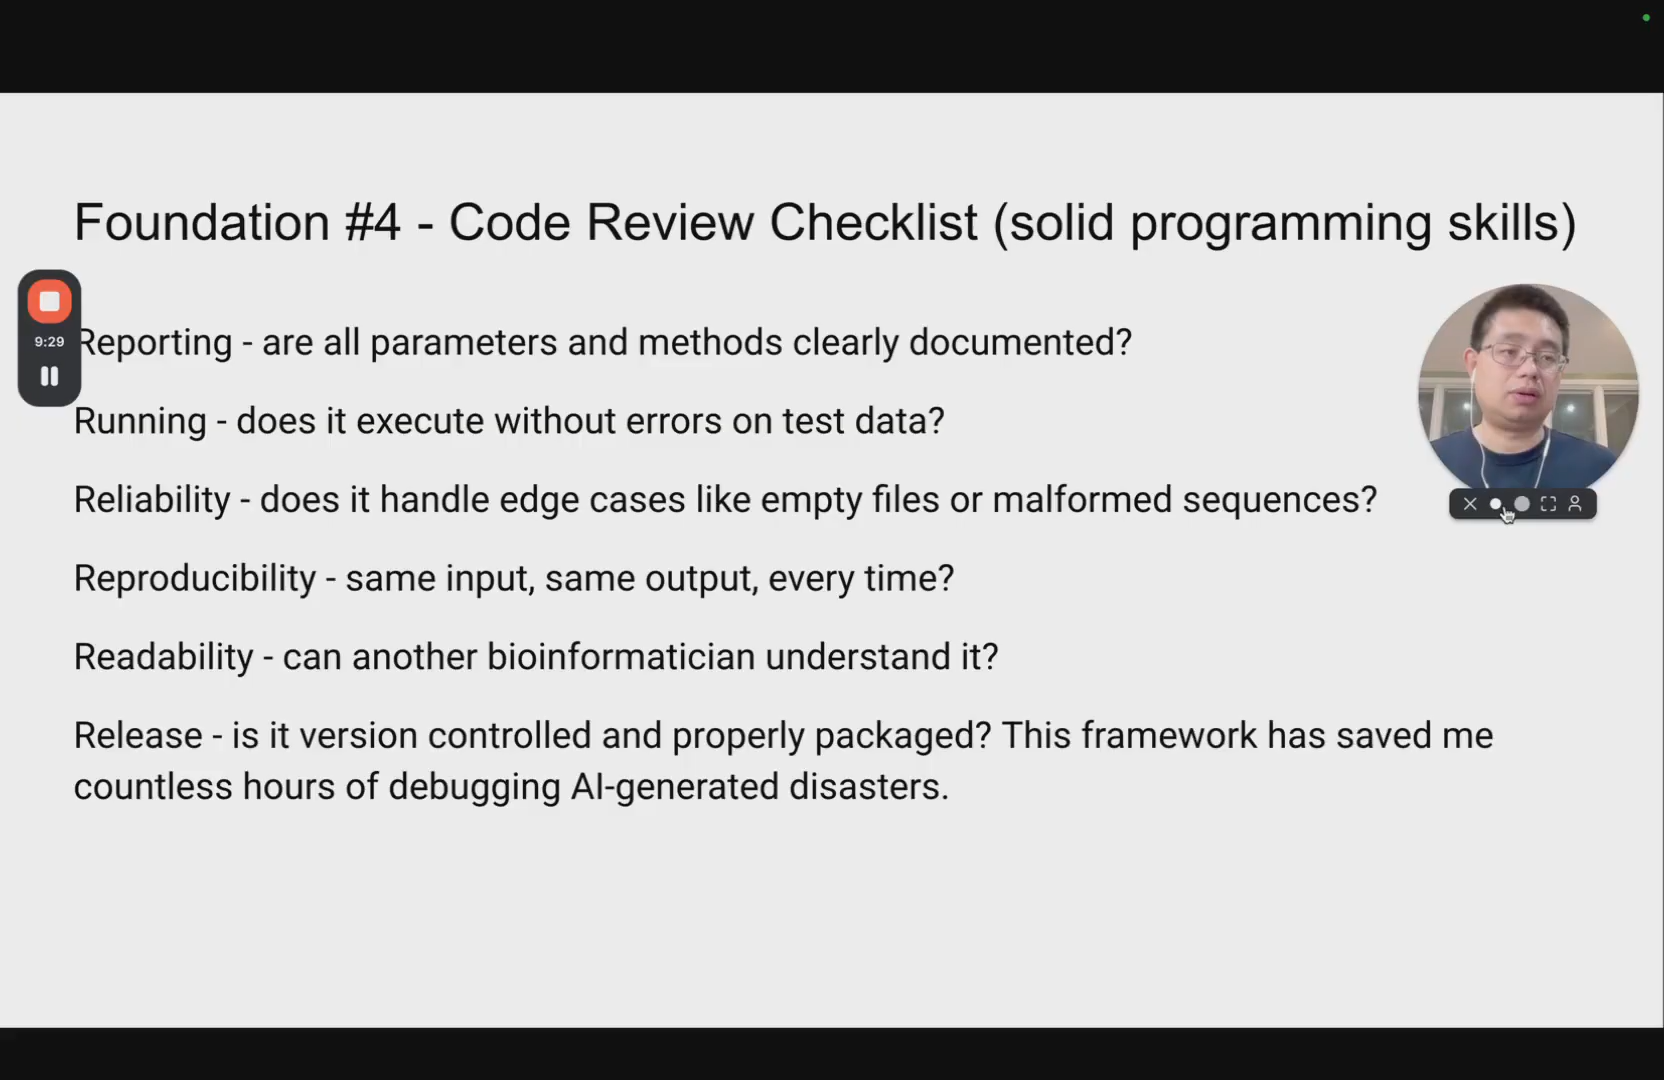 Foundation #4 - Code Review Checklist (solid programming skills)
9:29
Reporting - are all parameters and methods clearly documented?
Running - does it execute without errors on test data?
Reliability - does it handle edge cases like empty files or malformed sequences?
Reproducibility - same input, same output, every time?
Readability - can another bioinformatician understand it?
Release - is it version controlled and properly packaged? This framework has saved me
countless hours of debugging AI-generated disasters.